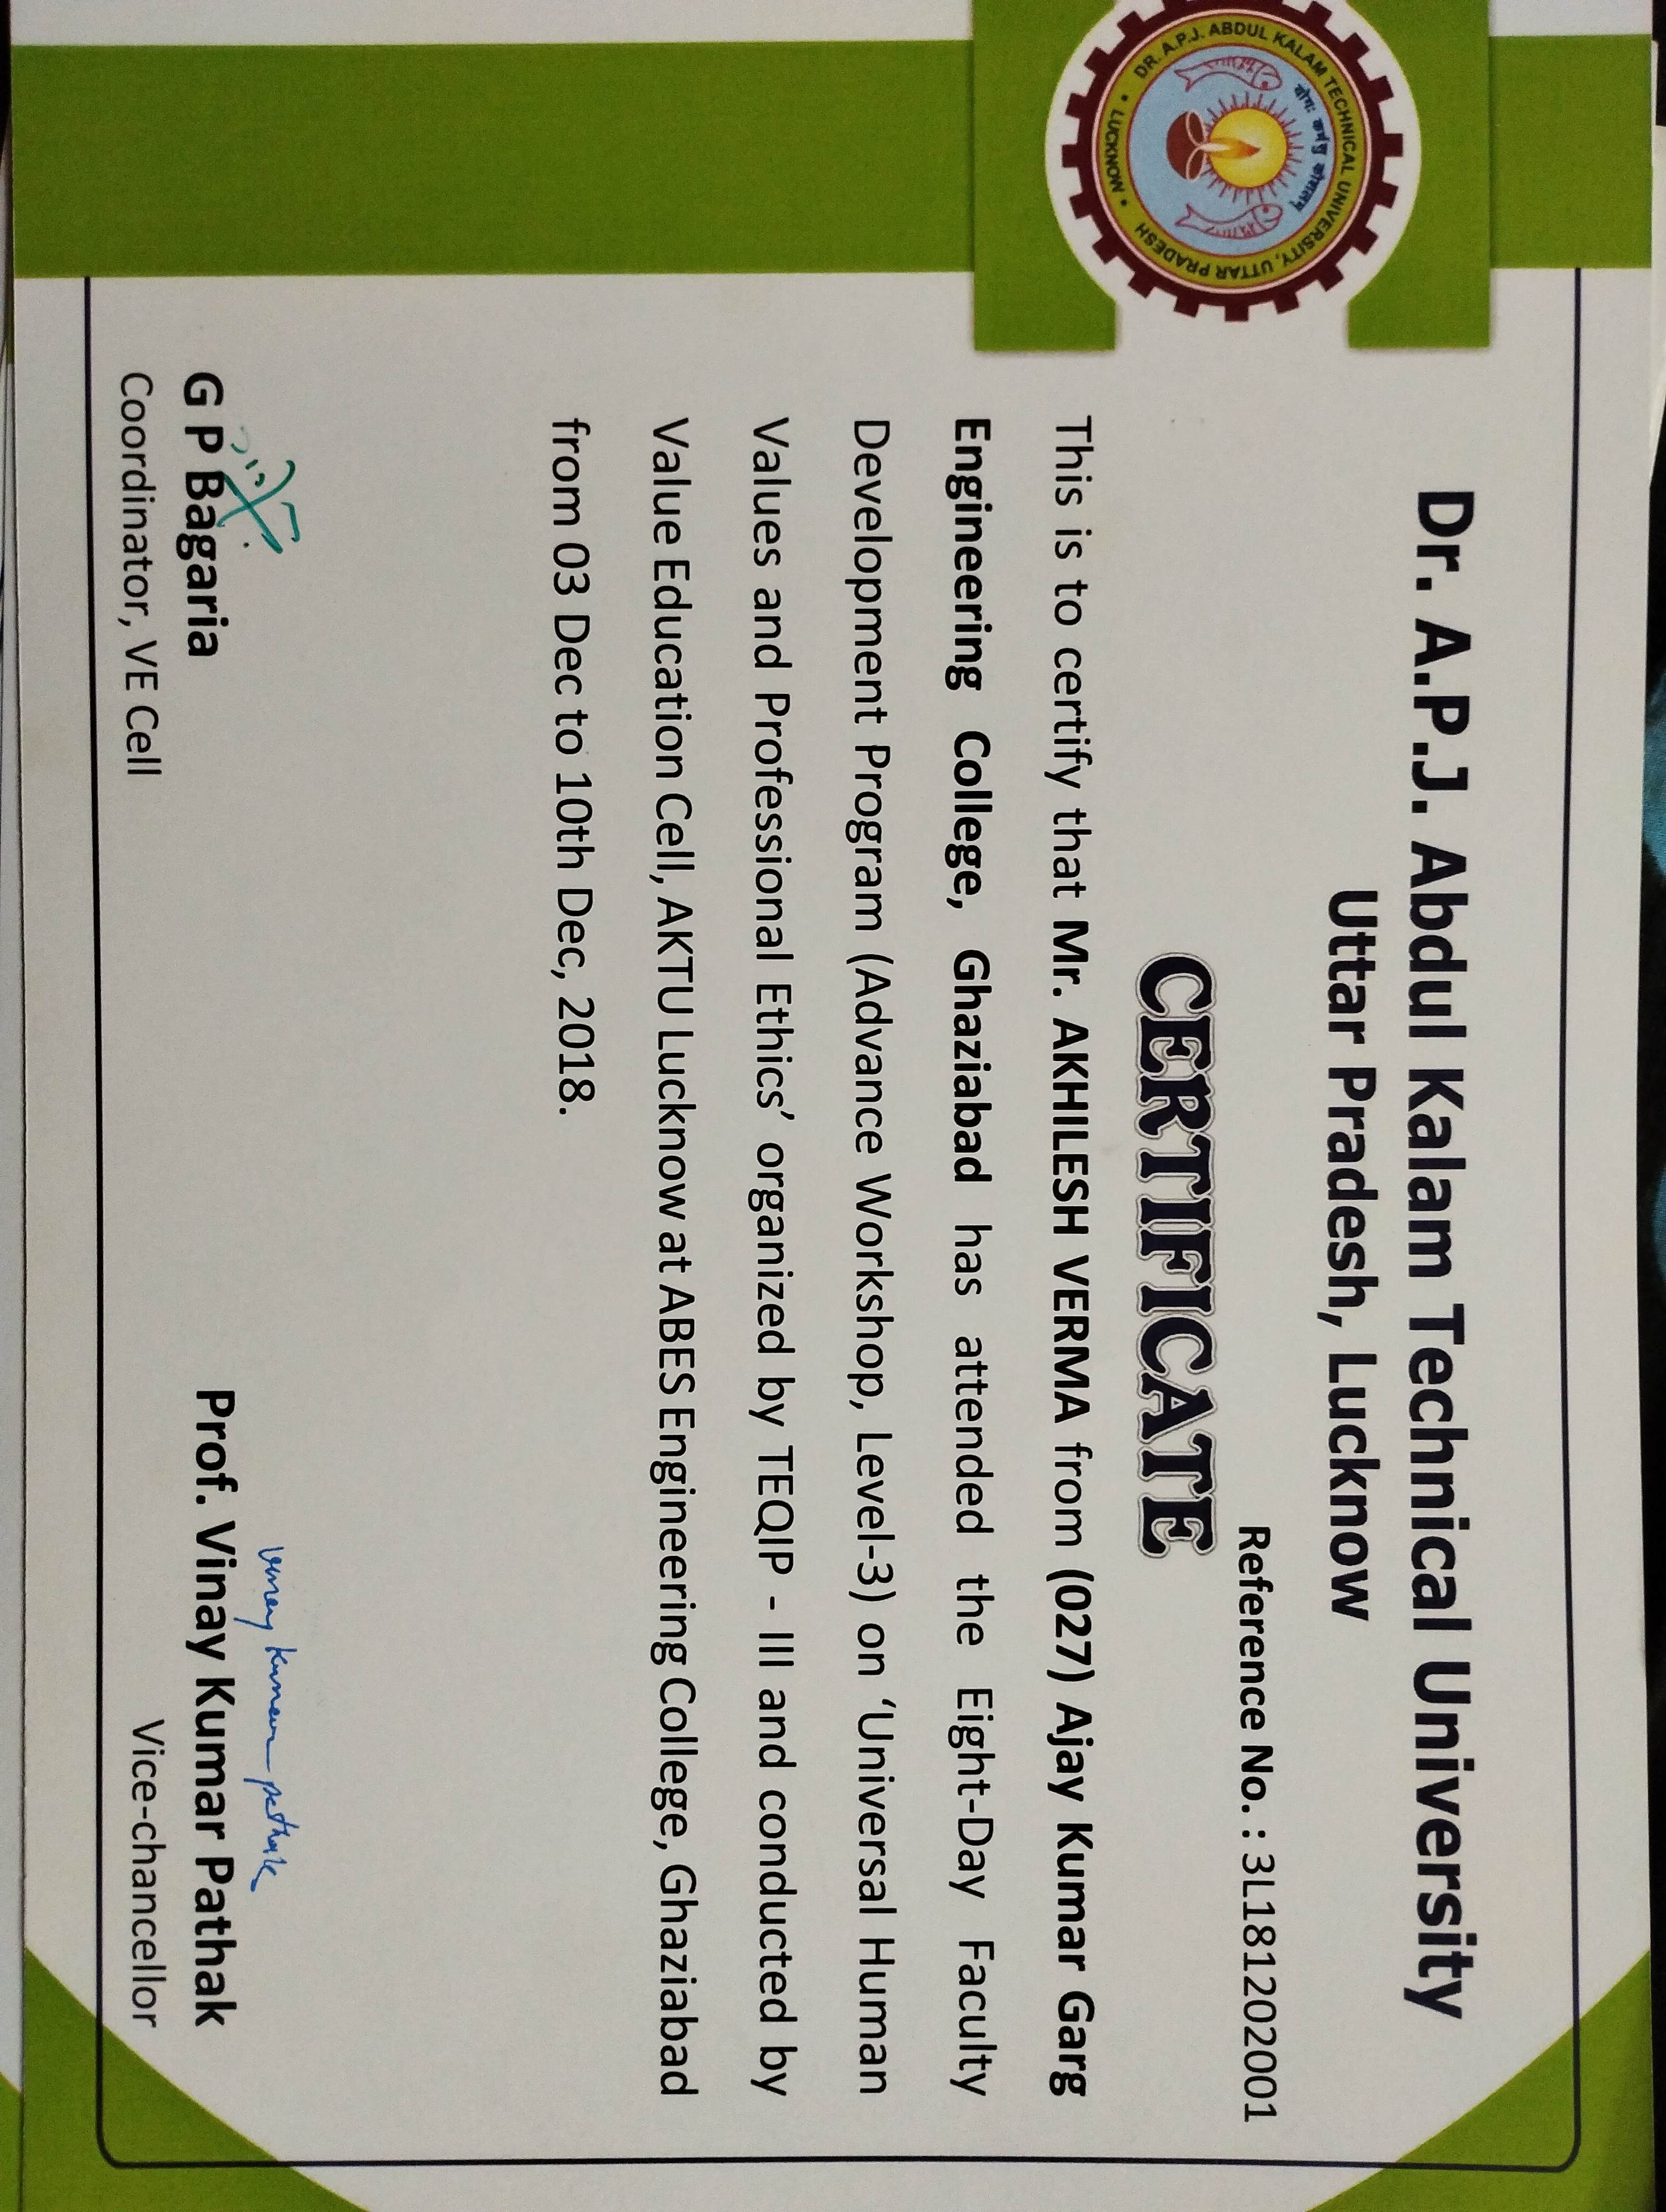 DR. A.P.J. ABDUL KALAM TECHNICAL UNIVERSITY, UTTAR PRADESH
• LUCKNOW •
योगः कर्मसु कौशलम्
Dr. A.P.J. Abdul Kalam Technical University
Uttar Pradesh, Lucknow
Reference No. : 3L181202001
CERTIFICATE
This is to certify that Mr. AKHILESH VERMA from (027) Ajay Kumar Garg
Engineering College, Ghaziabad has attended the Eight-Day Faculty
Development Program (Advance Workshop, Level-3) on ‘Universal Human
Values and Professional Ethics’ organized by TEQIP - III and conducted by
Value Education Cell, AKTU Lucknow at ABES Engineering College, Ghaziabad
from 03 Dec to 10th Dec, 2018.
Vinay Kumar Pathak
G P Bagaria
Prof. Vinay Kumar Pathak
Coordinator, VE Cell
Vice-chancellor